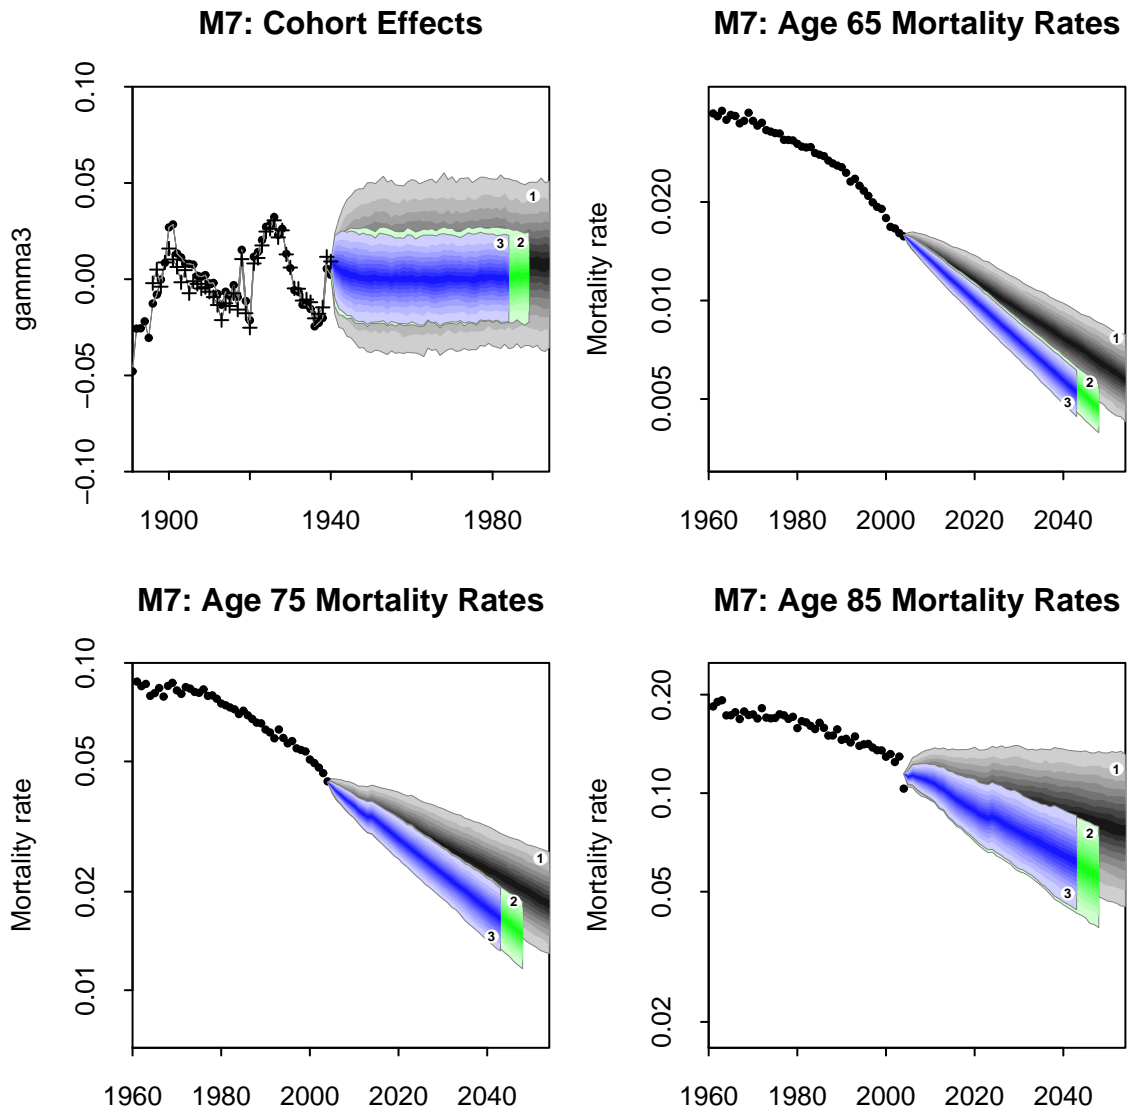 M7: Cohort Effects
gamma3
0.10
0.05
0.00
−0.05
−0.10
1
2
3
1900
1940
1980
M7: Age 65 Mortality Rates
Mortality rate
0.020
0.010
0.005
1
2
3
1960 1980 2000 2020 2040
M7: Age 75 Mortality Rates
Mortality rate
0.10
0.05
0.02
0.01
1
2
3
1960 1980 2000 2020 2040
M7: Age 85 Mortality Rates
Mortality rate
0.20
0.10
0.05
0.02
1
2
3
1960 1980 2000 2020 2040